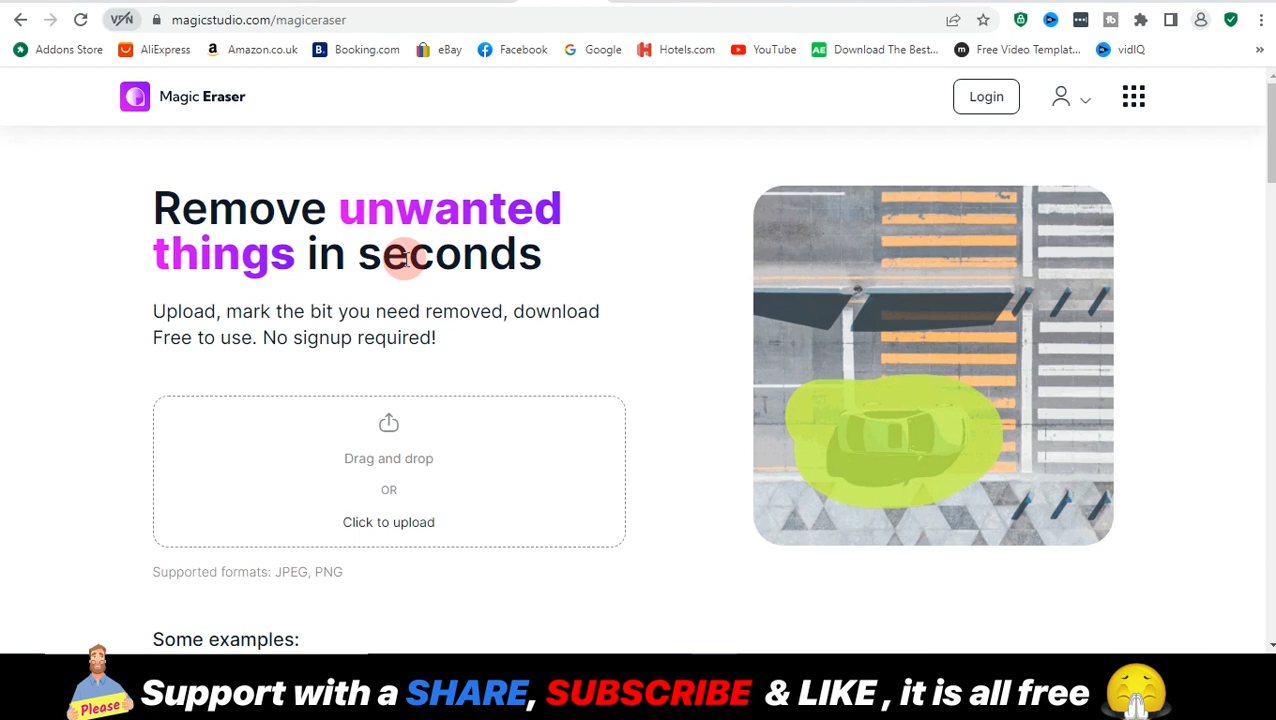 VPN
magicstudio.com/magiceraser
Addons Store
AliExpress
Amazon.co.uk
Booking.com
eBay
Facebook
Google
Hotels.com
YouTube
Download The Best...
Free Video Templat...
vidIQ
»
Magic Eraser
Login
Remove unwanted
things in seconds
Upload, mark the bit you need removed, download
Free to use. No signup required!
Drag and drop
OR
Click to upload
Supported formats: JPEG, PNG
Some examples:
Please
Support with a SHARE, SUBSCRIBE & LIKE , it is all free